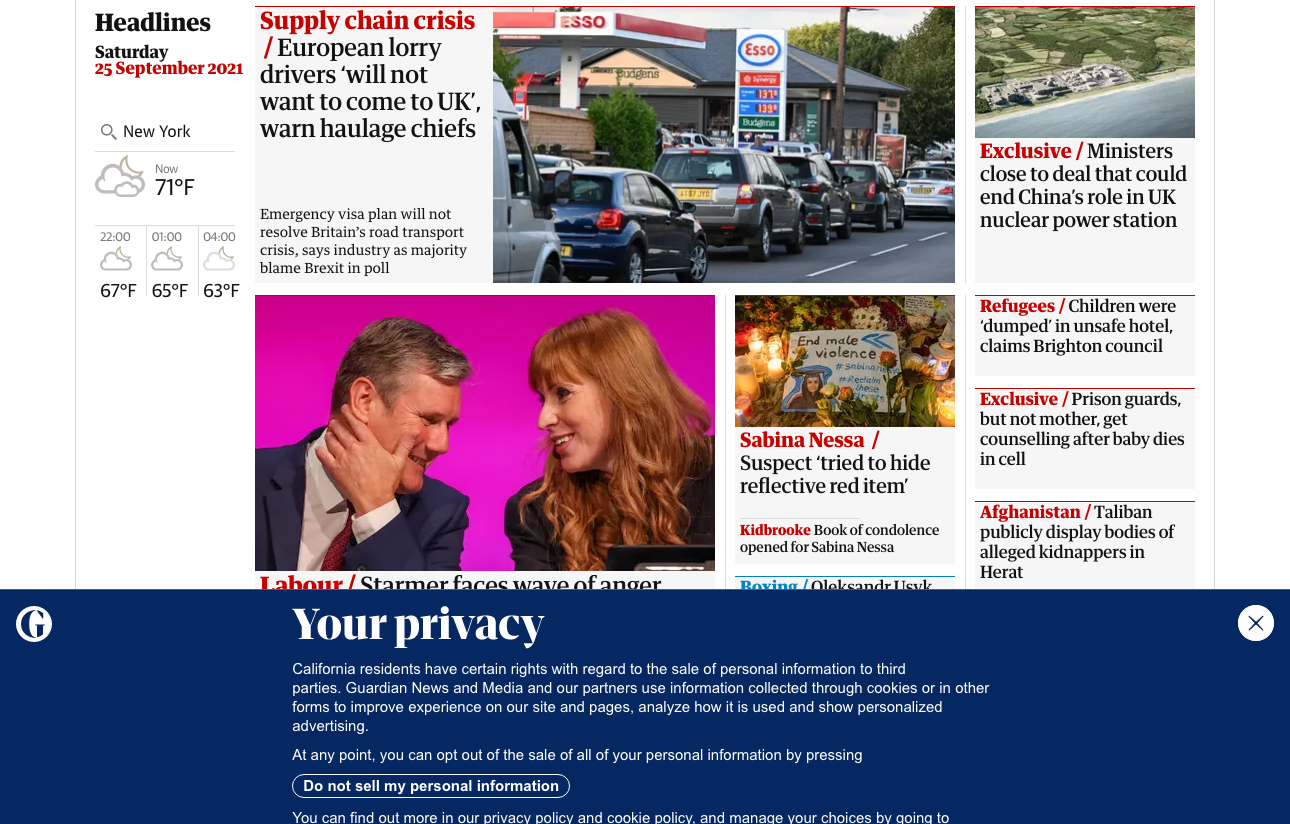 Headlines
Saturday
25 September 2021
New York
Now
71°F
22:00
01:00
04:00
67°F
65°F
63°F
Supply chain crisis
/ European lorry
drivers ‘will not
want to come to UK’,
warn haulage chiefs
Emergency visa plan will not
resolve Britain’s road transport
crisis, says industry as majority
blame Brexit in poll
ESSO
Budgens
Esso
Synergy
137.9
139.9
Budgens
Exclusive / Ministers
close to deal that could
end China’s role in UK
nuclear power station
Labour / Starmer faces wave of anger
End male
violence
#sabinaness
#Reclaim
those
Sabina Nessa /
Suspect ‘tried to hide
reflective red item’
Kidbrooke Book of condolence
opened for Sabina Nessa
Boxing / Oleksandr Usyk
Refugees / Children were
‘dumped’ in unsafe hotel,
claims Brighton council
Exclusive / Prison guards,
but not mother, get
counselling after baby dies
in cell
Afghanistan / Taliban
publicly display bodies of
alleged kidnappers in
Herat
G
Your privacy
California residents have certain rights with regard to the sale of personal information to third
parties. Guardian News and Media and our partners use information collected through cookies or in other
forms to improve experience on our site and pages, analyze how it is used and show personalized
advertising.
At any point, you can opt out of the sale of all of your personal information by pressing
Do not sell my personal information
You can find out more in our privacy policy and cookie policy, and manage your choices by going to